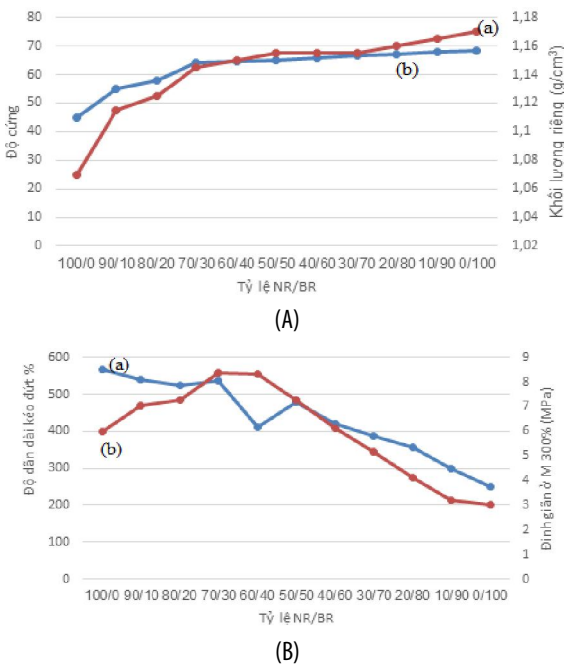 80
70
60
50
40
30
20
10
0
Độ cứng
1,18
1,16
1,14
1,12
1,1
1,08
1,06
1,04
1,02
Khối lượng riêng (g/cm³)
(a)
(b)
100/0 90/10 80/20 70/30 60/40 50/50 40/60 30/70 20/80 10/90 0/100
Tỷ lệ NR/BR
(A)
600
500
400
300
200
100
0
Độ dãn dài kéo đứt %
9
8
7
6
5
4
3
2
1
0
Đinh giãn ở M 300% (MPa)
(a)
(b)
100/0 90/10 80/20 70/30 60/40 50/50 40/60 30/70 20/80 10/90 0/100
Tỷ lệ NR/BR
(B)